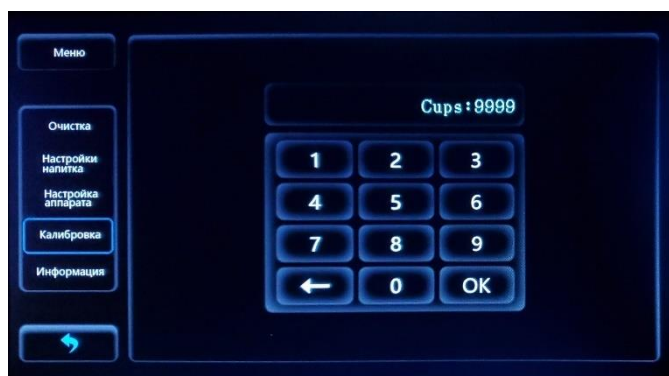 Меню
Очистка
Настройки
напитка
Настройка
аппарата
Калибровка
Информация
Cups:9999
1 2 3
4 5 6
7 8 9
← 0 OK